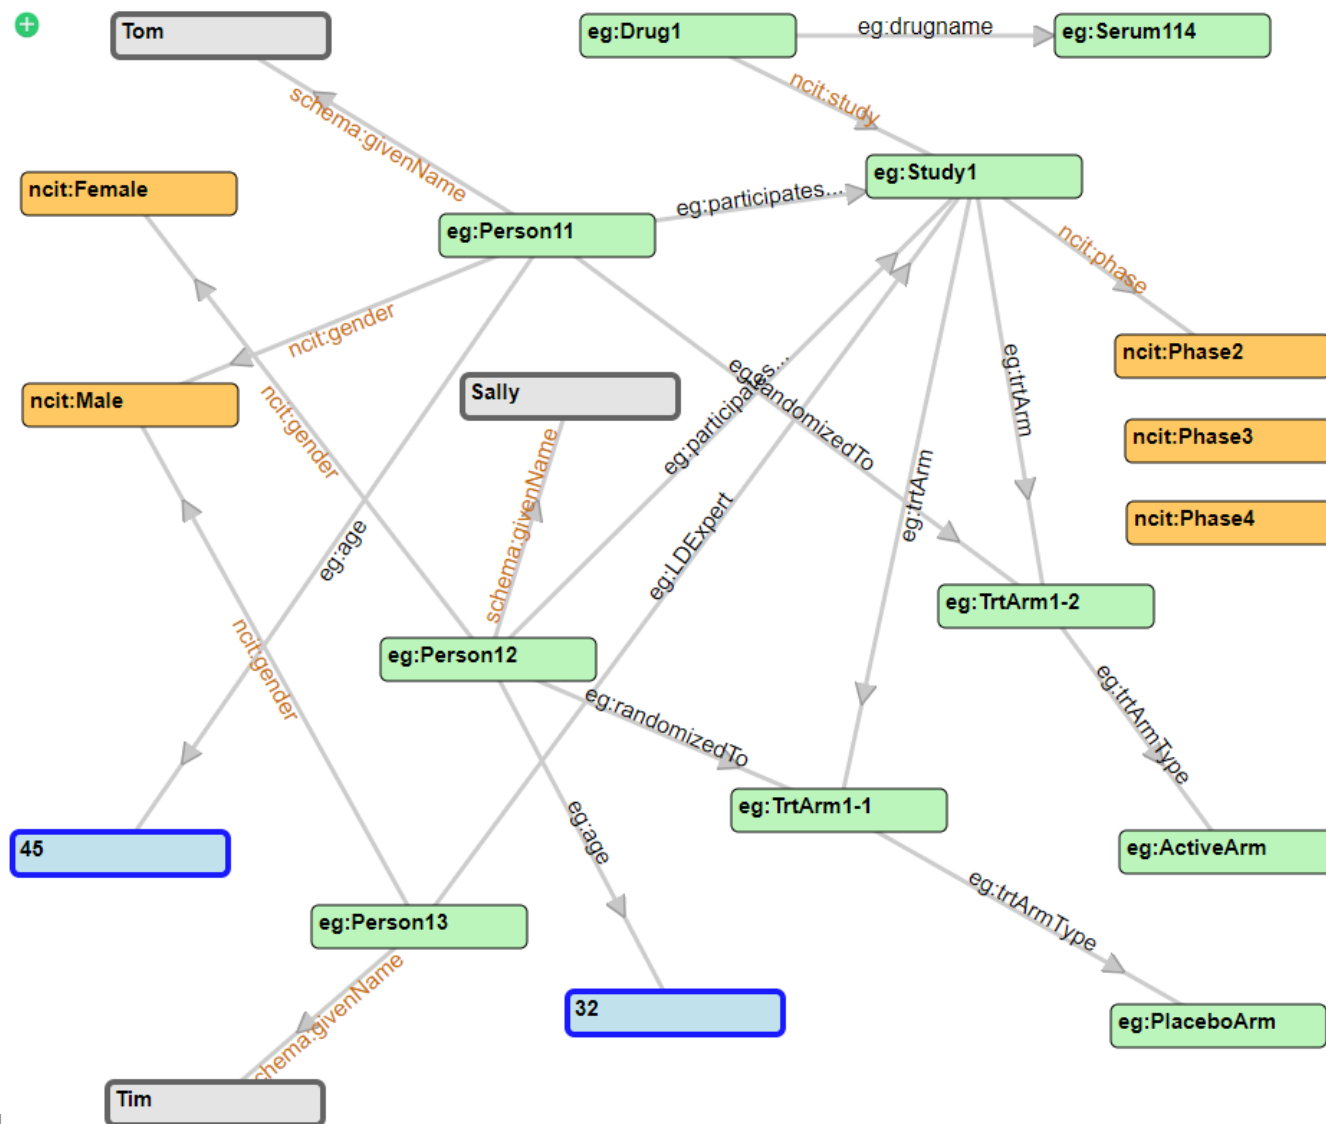 Tom
eg:Drug1
eg:drugname
eg:Serum114
ncit:study
schema:givenName
ncit:Female
eg:Study1
eg:participates...
eg:Person11
ncit:phase
ncit:gender
ncit:Phase2
eg:trtArm
ncit:Male
Sally
eg:participates...
eg:randomizedTo
ncit:gender
ncit:Phase3
eg:trtArm
schema:givenName
ncit:Phase4
eg:LDExpert
eg:age
eg:TrtArm1-2
eg:Person12
ncit:gender
eg:randomizedTo
eg:trtArmType
eg:TrtArm1-1
45
eg:age
eg:ActiveArm
eg:Person13
eg:trtArmType
chema:givenName
32
eg:PlaceboArm
Tim